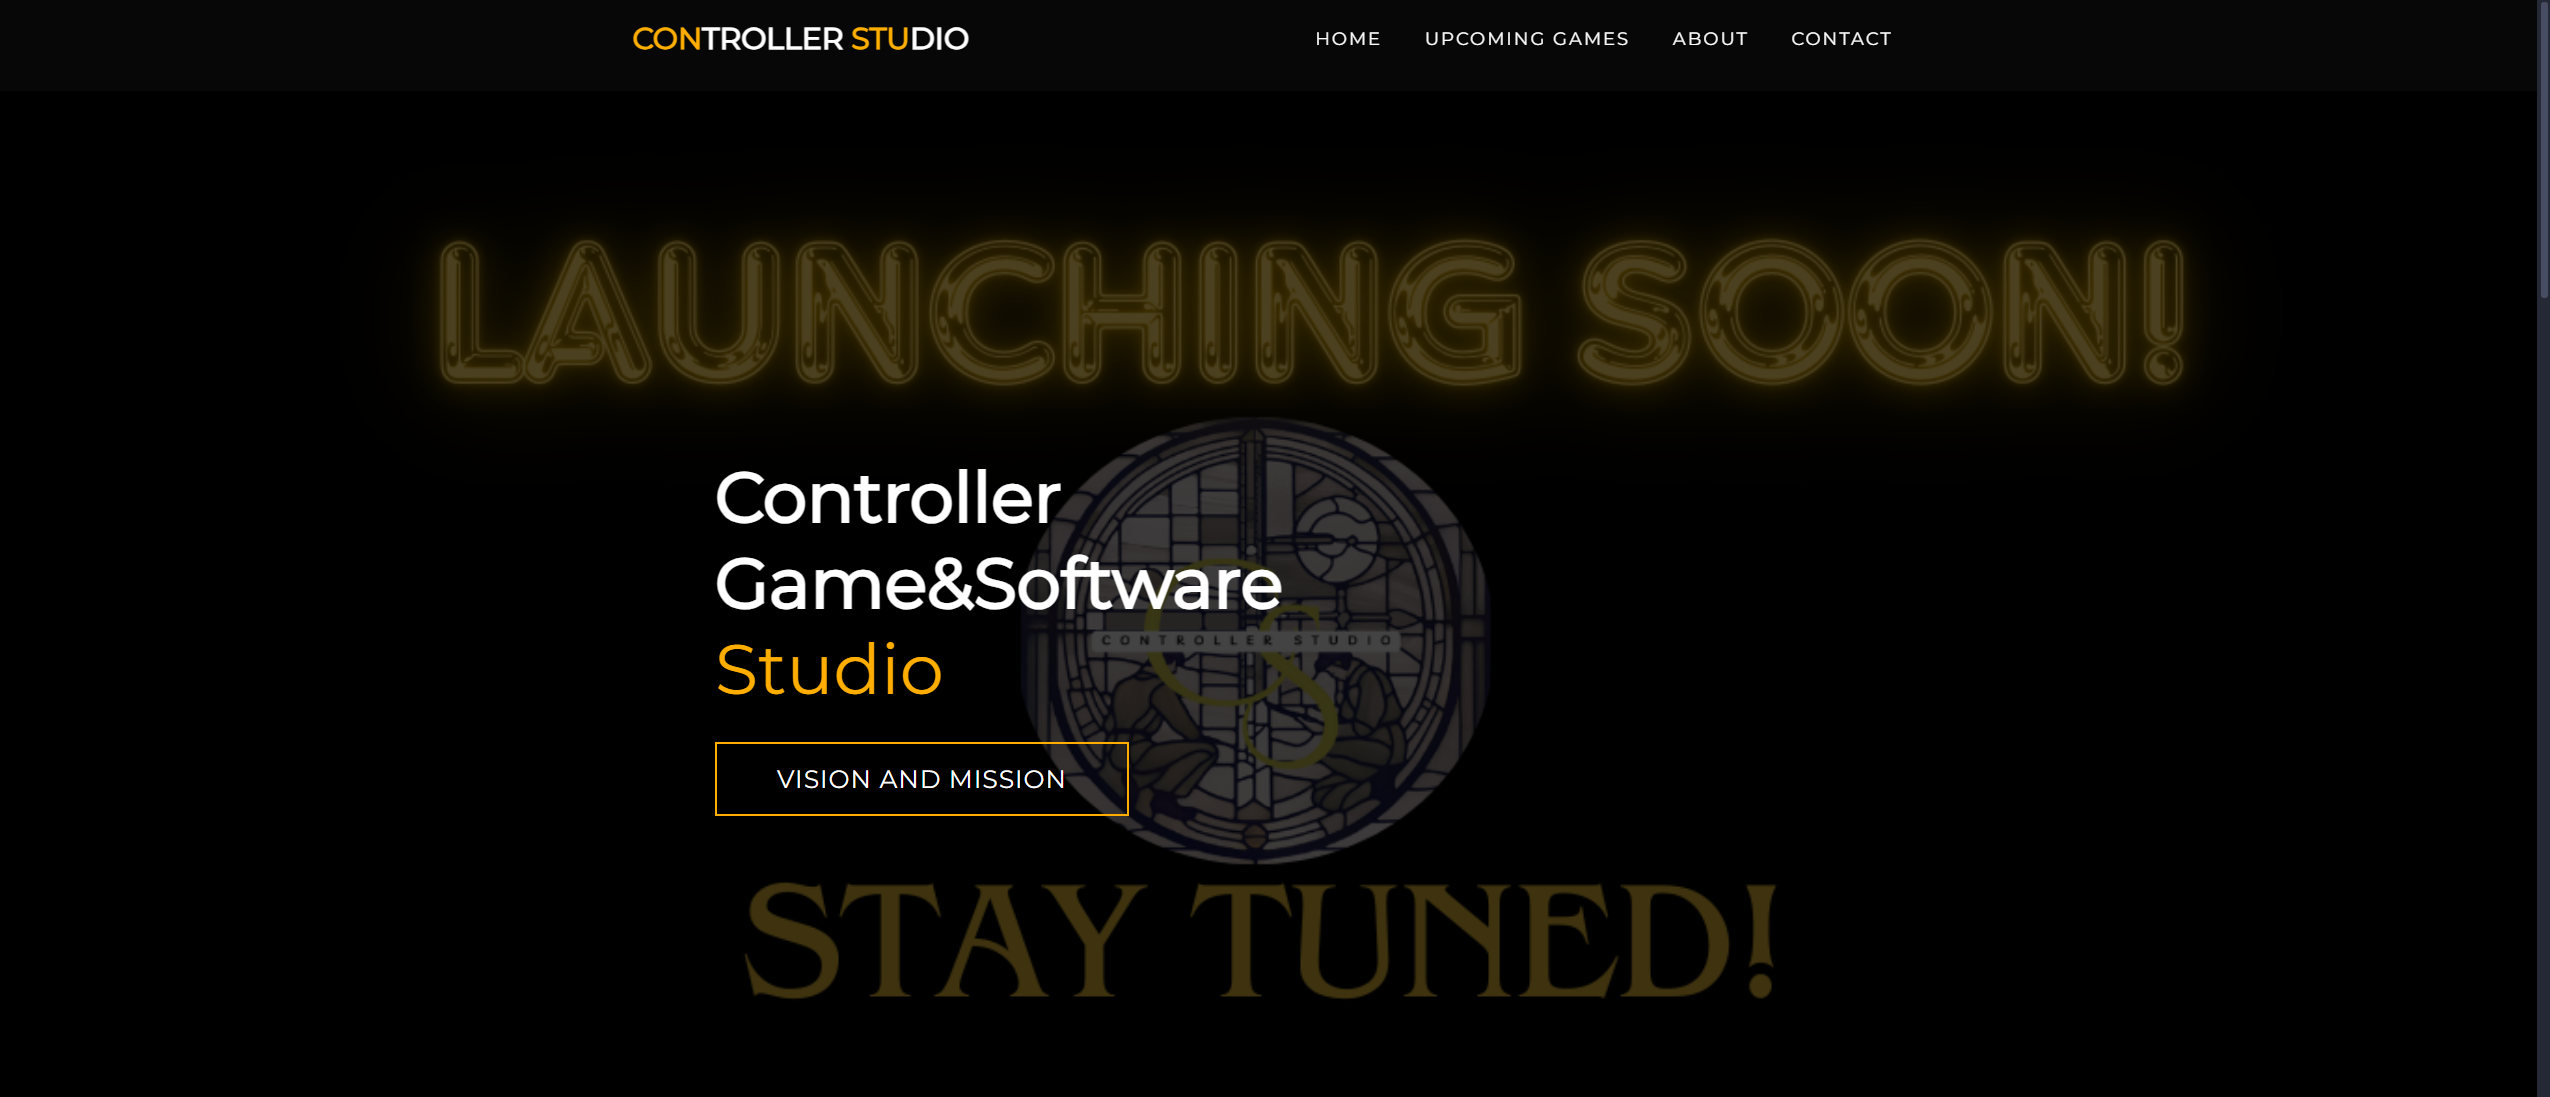 CONTROLLER STUDIO
HOME UPCOMING GAMES ABOUT CONTACT
LAUNCHING SOON!
Controller
Game&Software
Studio
CS
CONTROLLER STUDIO
VISION AND MISSION
STAY TUNED!